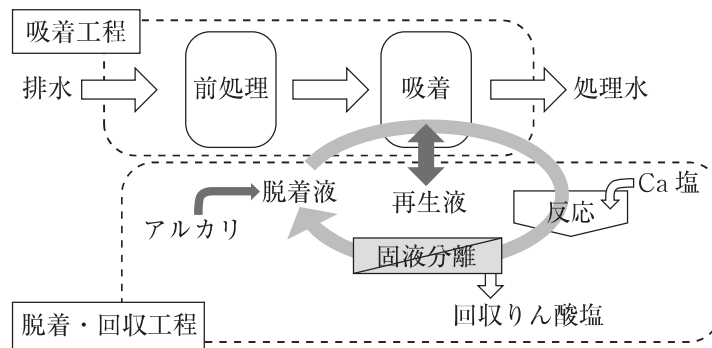 吸着工程
排水
前処理
吸着
処理水
脱着液
アルカリ
再生液
Ca 塩
反応
固液分離
回収りん酸塩
脱着・回収工程